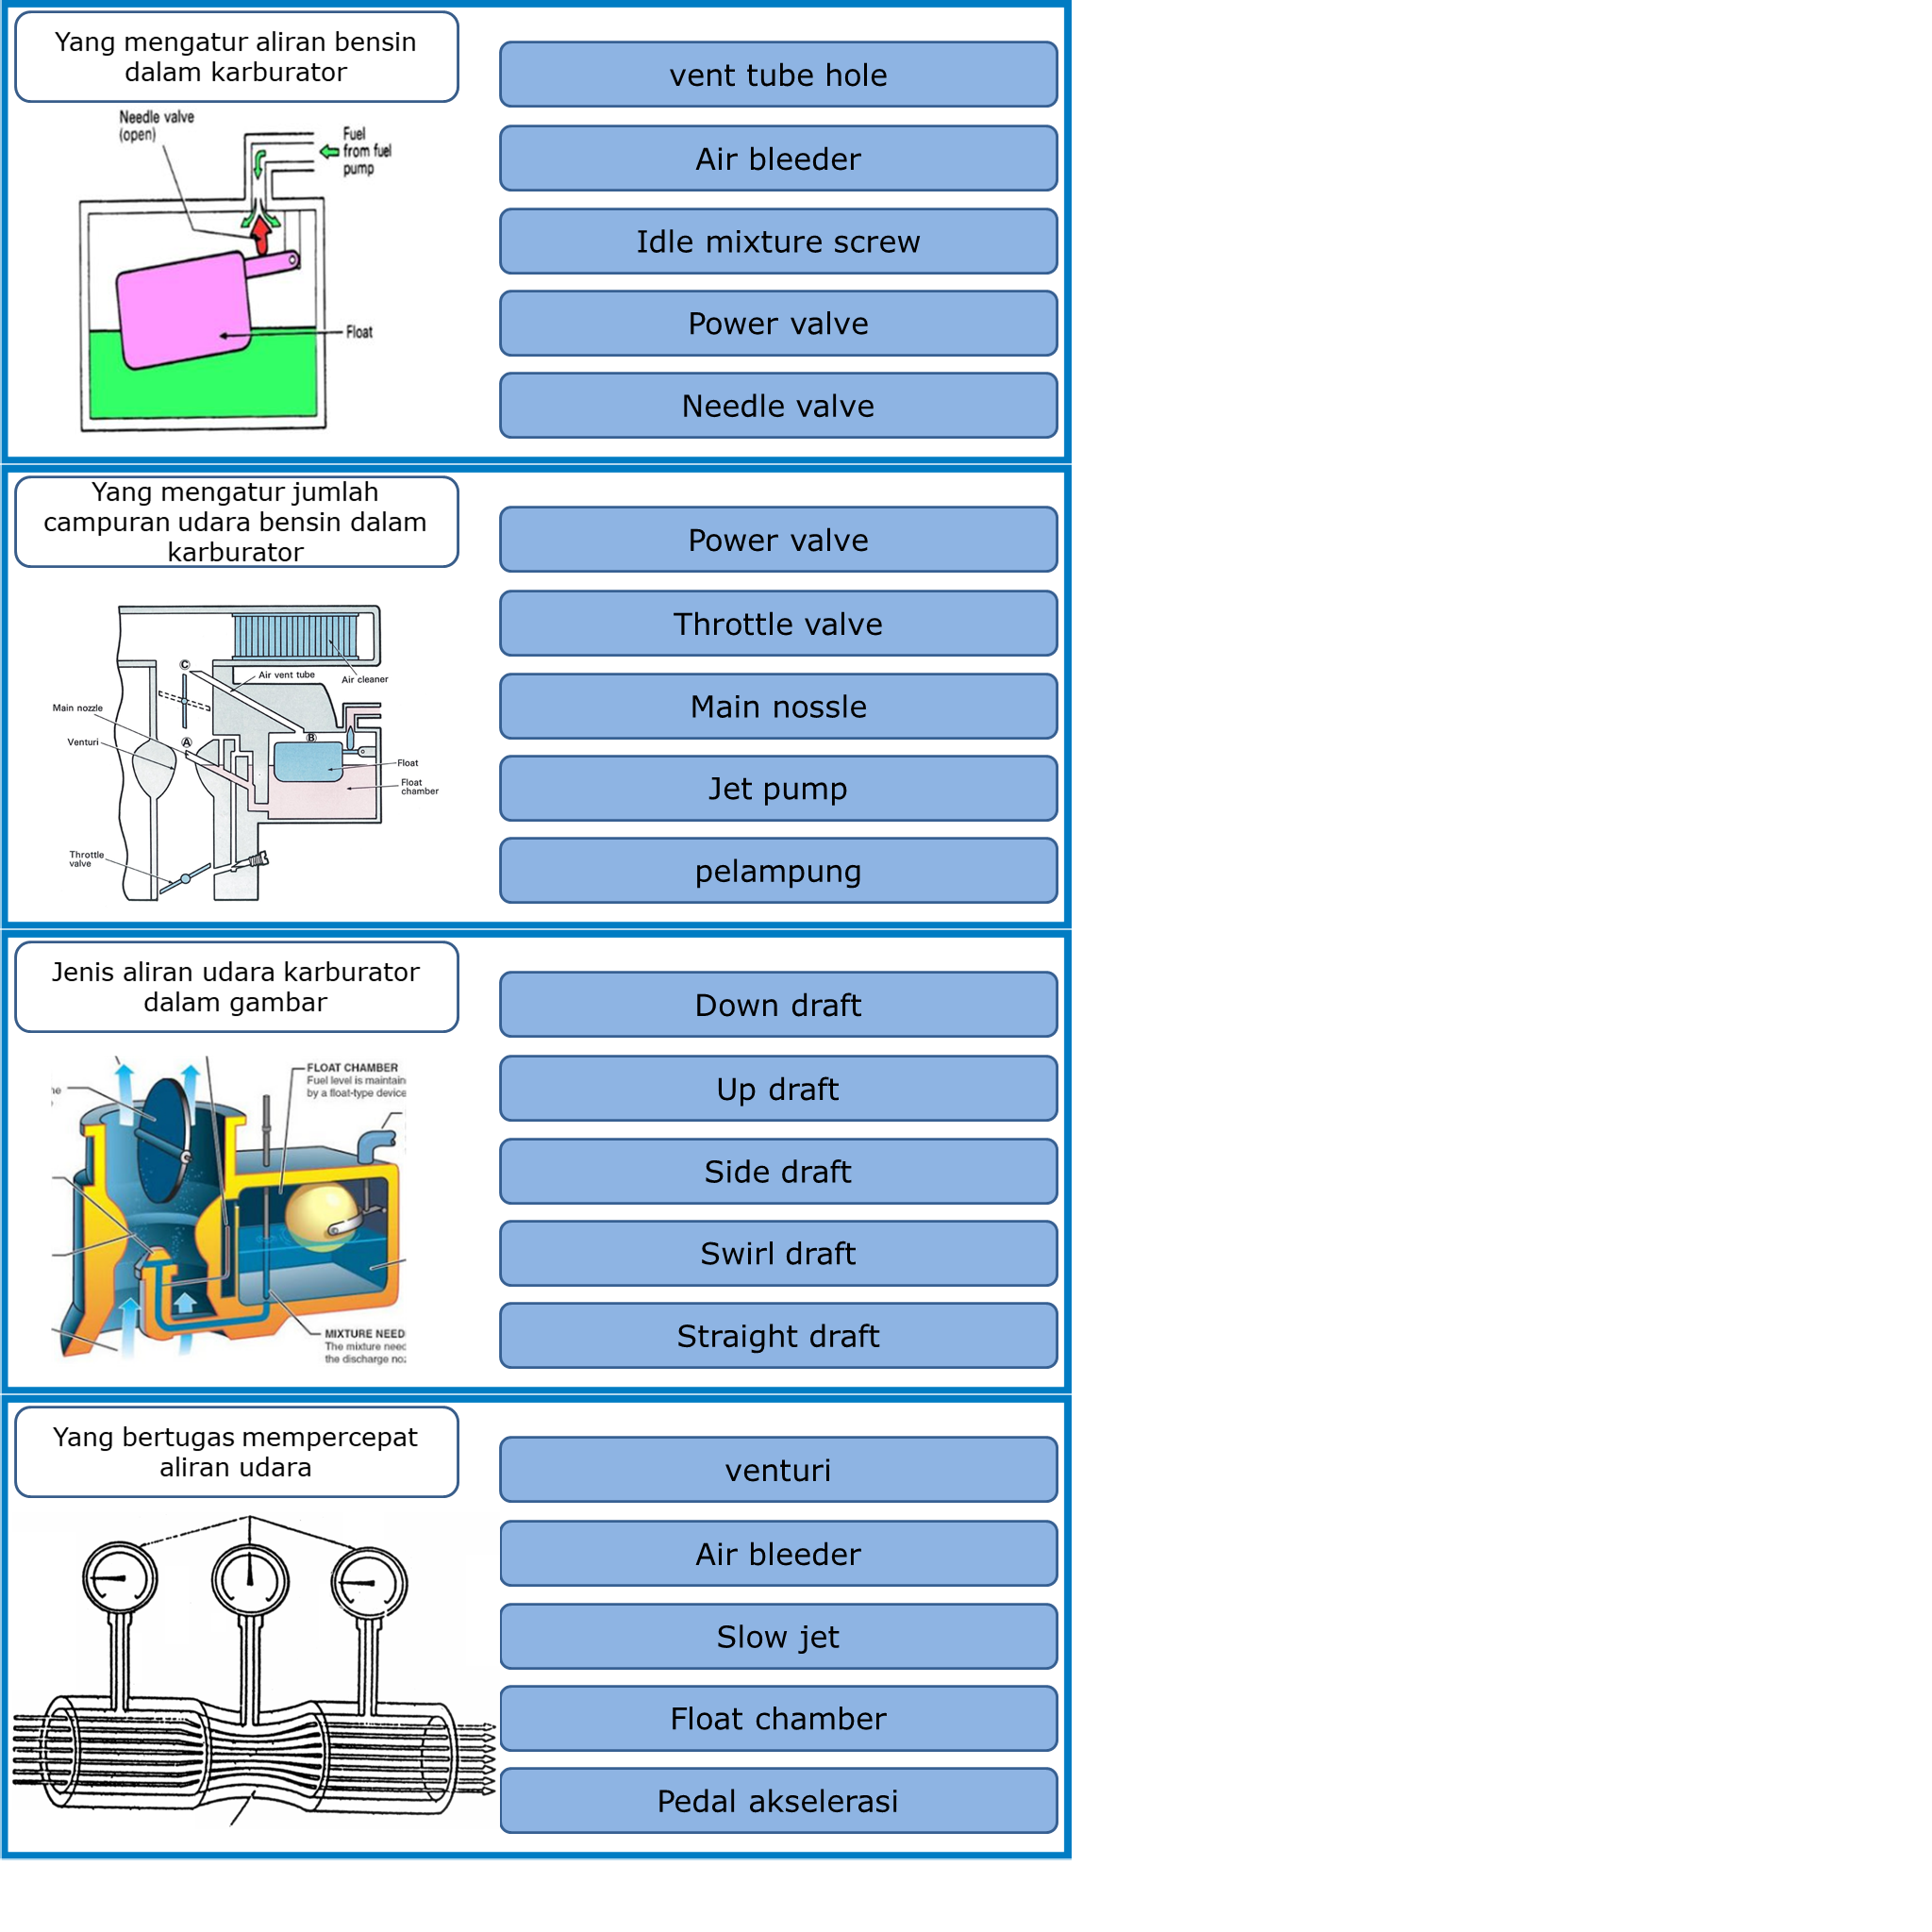 Yang mengatur aliran bensin
dalam karburator
Needle valve
(open)
Fuel
from fuel
pump
Float
vent tube hole
Air bleeder
Idle mixture screw
Power valve
Needle valve
Yang mengatur jumlah
campuran udara bensin dalam
karburator
C
Air vent tube
Air cleaner
Main nozzle
A
B
Venturi
Float
Float
chamber
Throttle
valve
Power valve
Throttle valve
Main nossle
Jet pump
pelampung
Jenis aliran udara karburator
dalam gambar
FLOAT CHAMBER
Fuel level is maintain
by a float-type device
MIXTURE NEED
The mixture need
the discharge noz
Down draft
Up draft
Side draft
Swirl draft
Straight draft
Yang bertugas mempercepat
aliran udara
venturi
Air bleeder
Slow jet
Float chamber
Pedal akselerasi